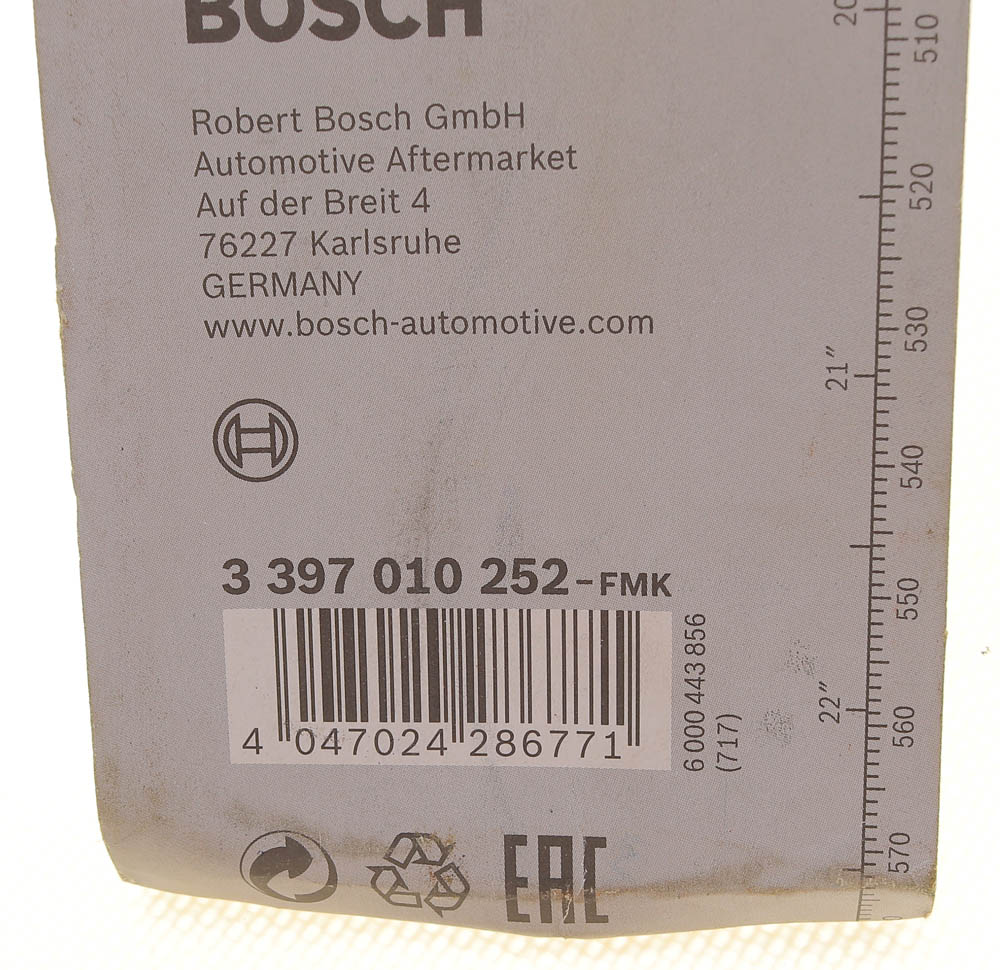 BOSCH
Robert Bosch GmbH
Automotive Aftermarket
Auf der Breit 4
76227 Karlsruhe
GERMANY
www.bosch-automotive.com
3 397 010 252-FMK
4 047024 286771
6 000 443 856
(717)
EAC
510
520
530
21"
540
550
22"
560
570